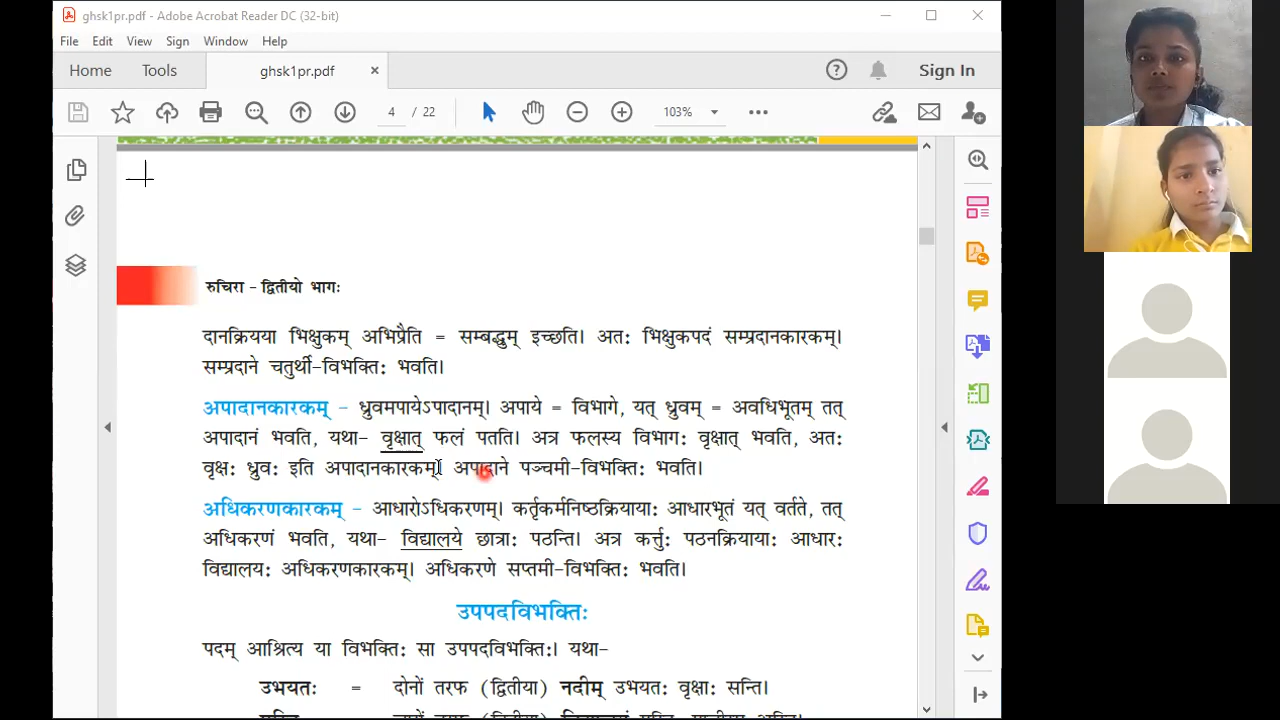 ghsk1pr.pdf - Adobe Acrobat Reader DC (32-bit)
File Edit View Sign Window Help
Home Tools ghsk1pr.pdf Sign In
4 / 22 103%
रुचिरा - द्वितीयो भागः
दानक्रियया भिक्षुकम् अभिप्रैति = सम्बद्धुम् इच्छति। अतः भिक्षुकपदं सम्प्रदानकारकम्।
सम्प्रदाने चतुर्थी-विभक्तिः भवति।
अपादानकारकम् - ध्रुवमपायेऽपादानम्। अपाये = विभागे, यत् ध्रुवम् = अवधिभूतम् तत्
अपादानं भवति, यथा- वृक्षात् फलं पतति। अत्र फलस्य विभागः वृक्षात् भवति, अतः
वृक्षः ध्रुवः इति अपादानकारकम्। अपादाने पञ्चमी-विभक्तिः भवति।
अधिकरणकारकम् - आधारोऽधिकरणम्। कर्तृकर्मनिष्ठक्रियायाः आधारभूतं यत् वर्तते, तत्
अधिकरणं भवति, यथा- विद्यालये छात्राः पठन्ति। अत्र कर्त्तुः पठनक्रियायाः आधारः
विद्यालयः अधिकरणकारकम्। अधिकरणे सप्तमी-विभक्तिः भवति।
उपपदविभक्तिः
पदम् आश्रित्य या विभक्तिः सा उपपदविभक्तिः। यथा-
उभयतः = दोनों तरफ (द्वितीया) नदीम् उभयतः वृक्षाः सन्ति।